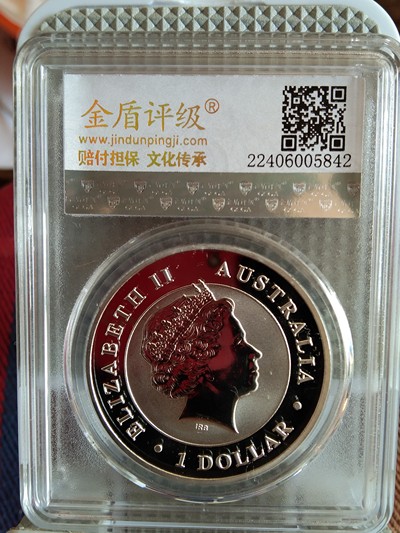 金盾评级®
www.jindunpingji.com
赔付担保 文化传承
22406005842
ELIZABETH II AUSTRALIA
1 DOLLAR
IRB